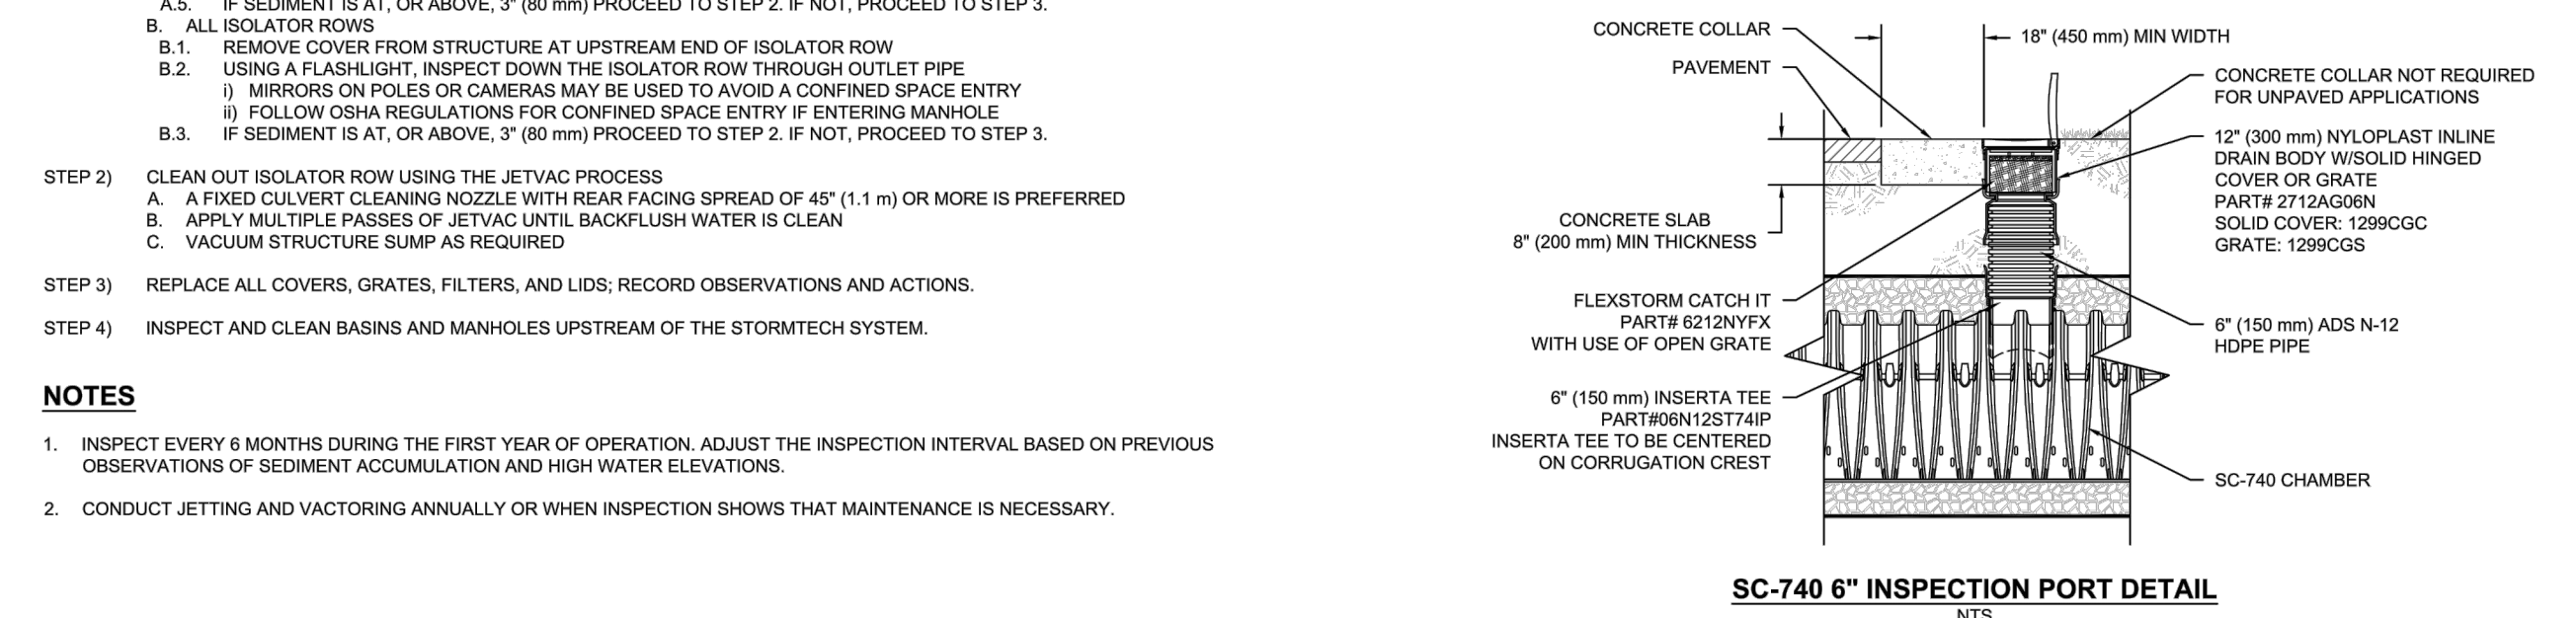 A.5. IF SEDIMENT IS AT, OR ABOVE, 3" (80 mm) PROCEED TO STEP 2. IF NOT, PROCEED TO STEP 3.
B. ALL ISOLATOR ROWS
B.1. REMOVE COVER FROM STRUCTURE AT UPSTREAM END OF ISOLATOR ROW
B.2. USING A FLASHLIGHT, INSPECT DOWN THE ISOLATOR ROW THROUGH OUTLET PIPE
i) MIRRORS ON POLES OR CAMERAS MAY BE USED TO AVOID A CONFINED SPACE ENTRY
ii) FOLLOW OSHA REGULATIONS FOR CONFINED SPACE ENTRY IF ENTERING MANHOLE
B.3. IF SEDIMENT IS AT, OR ABOVE, 3" (80 mm) PROCEED TO STEP 2. IF NOT, PROCEED TO STEP 3.
STEP 2) CLEAN OUT ISOLATOR ROW USING THE JETVAC PROCESS
A. A FIXED CULVERT CLEANING NOZZLE WITH REAR FACING SPREAD OF 45" (1.1 m) OR MORE IS PREFERRED
B. APPLY MULTIPLE PASSES OF JETVAC UNTIL BACKFLUSH WATER IS CLEAN
C. VACUUM STRUCTURE SUMP AS REQUIRED
STEP 3) REPLACE ALL COVERS, GRATES, FILTERS, AND LIDS; RECORD OBSERVATIONS AND ACTIONS.
STEP 4) INSPECT AND CLEAN BASINS AND MANHOLES UPSTREAM OF THE STORMTECH SYSTEM.
NOTES
1. INSPECT EVERY 6 MONTHS DURING THE FIRST YEAR OF OPERATION. ADJUST THE INSPECTION INTERVAL BASED ON PREVIOUS
OBSERVATIONS OF SEDIMENT ACCUMULATION AND HIGH WATER ELEVATIONS.
2. CONDUCT JETTING AND VACTORING ANNUALLY OR WHEN INSPECTION SHOWS THAT MAINTENANCE IS NECESSARY.
CONCRETE COLLAR
PAVEMENT
18" (450 mm) MIN WIDTH
CONCRETE SLAB
8" (200 mm) MIN THICKNESS
FLEXSTORM CATCH IT
PART# 6212NYFX
WITH USE OF OPEN GRATE
6" (150 mm) INSERTA TEE
PART#06N12ST74IP
INSERTA TEE TO BE CENTERED
ON CORRUGATION CREST
CONCRETE COLLAR NOT REQUIRED
FOR UNPAVED APPLICATIONS
12" (300 mm) NYLOPLAST INLINE
DRAIN BODY W/SOLID HINGED
COVER OR GRATE
PART# 2712AG06N
SOLID COVER: 1299CGC
GRATE: 1299CGS
6" (150 mm) ADS N-12
HDPE PIPE
SC-740 CHAMBER
SC-740 6" INSPECTION PORT DETAIL
NTS